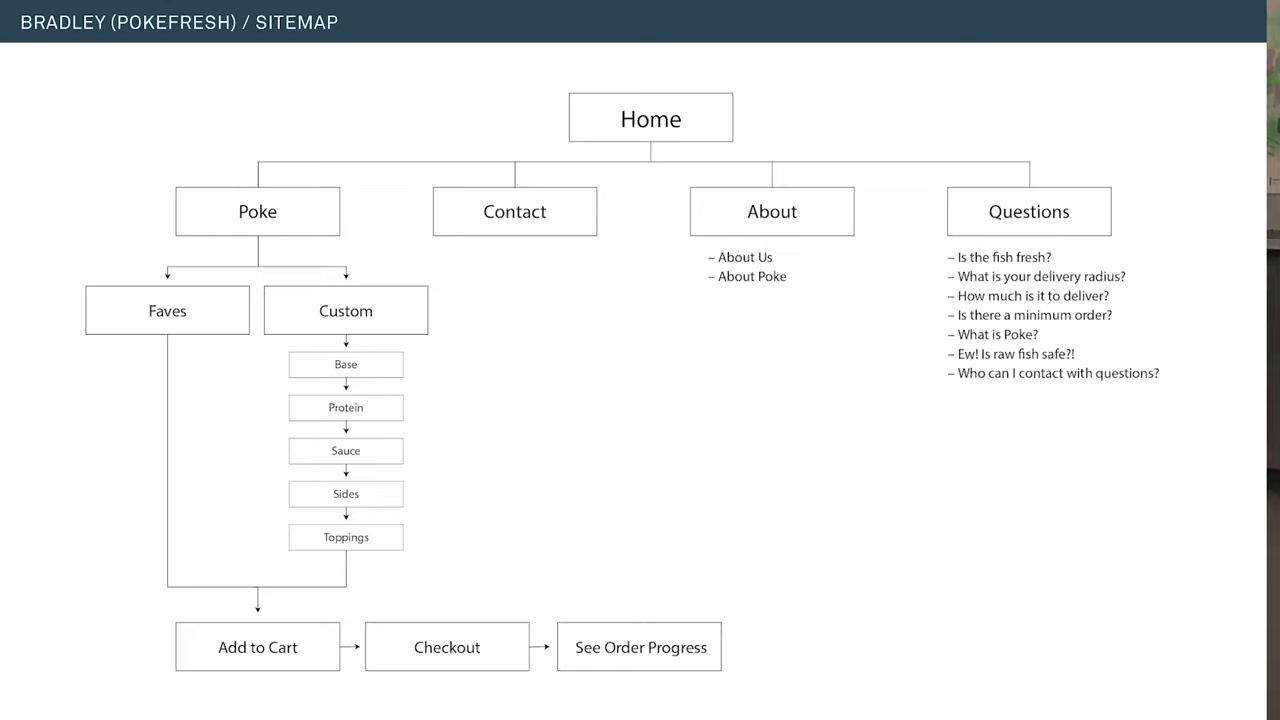 BRADLEY (POKEFRESH) / SITEMAP
Home
Poke
Contact
About
Questions
– About Us
– About Poke
– Is the fish fresh?
– What is your delivery radius?
– How much is it to deliver?
– Is there a minimum order?
– What is Poke?
– Ew! Is raw fish safe?!
– Who can I contact with questions?
Faves
Custom
Base
Protein
Sauce
Sides
Toppings
Add to Cart
Checkout
See Order Progress